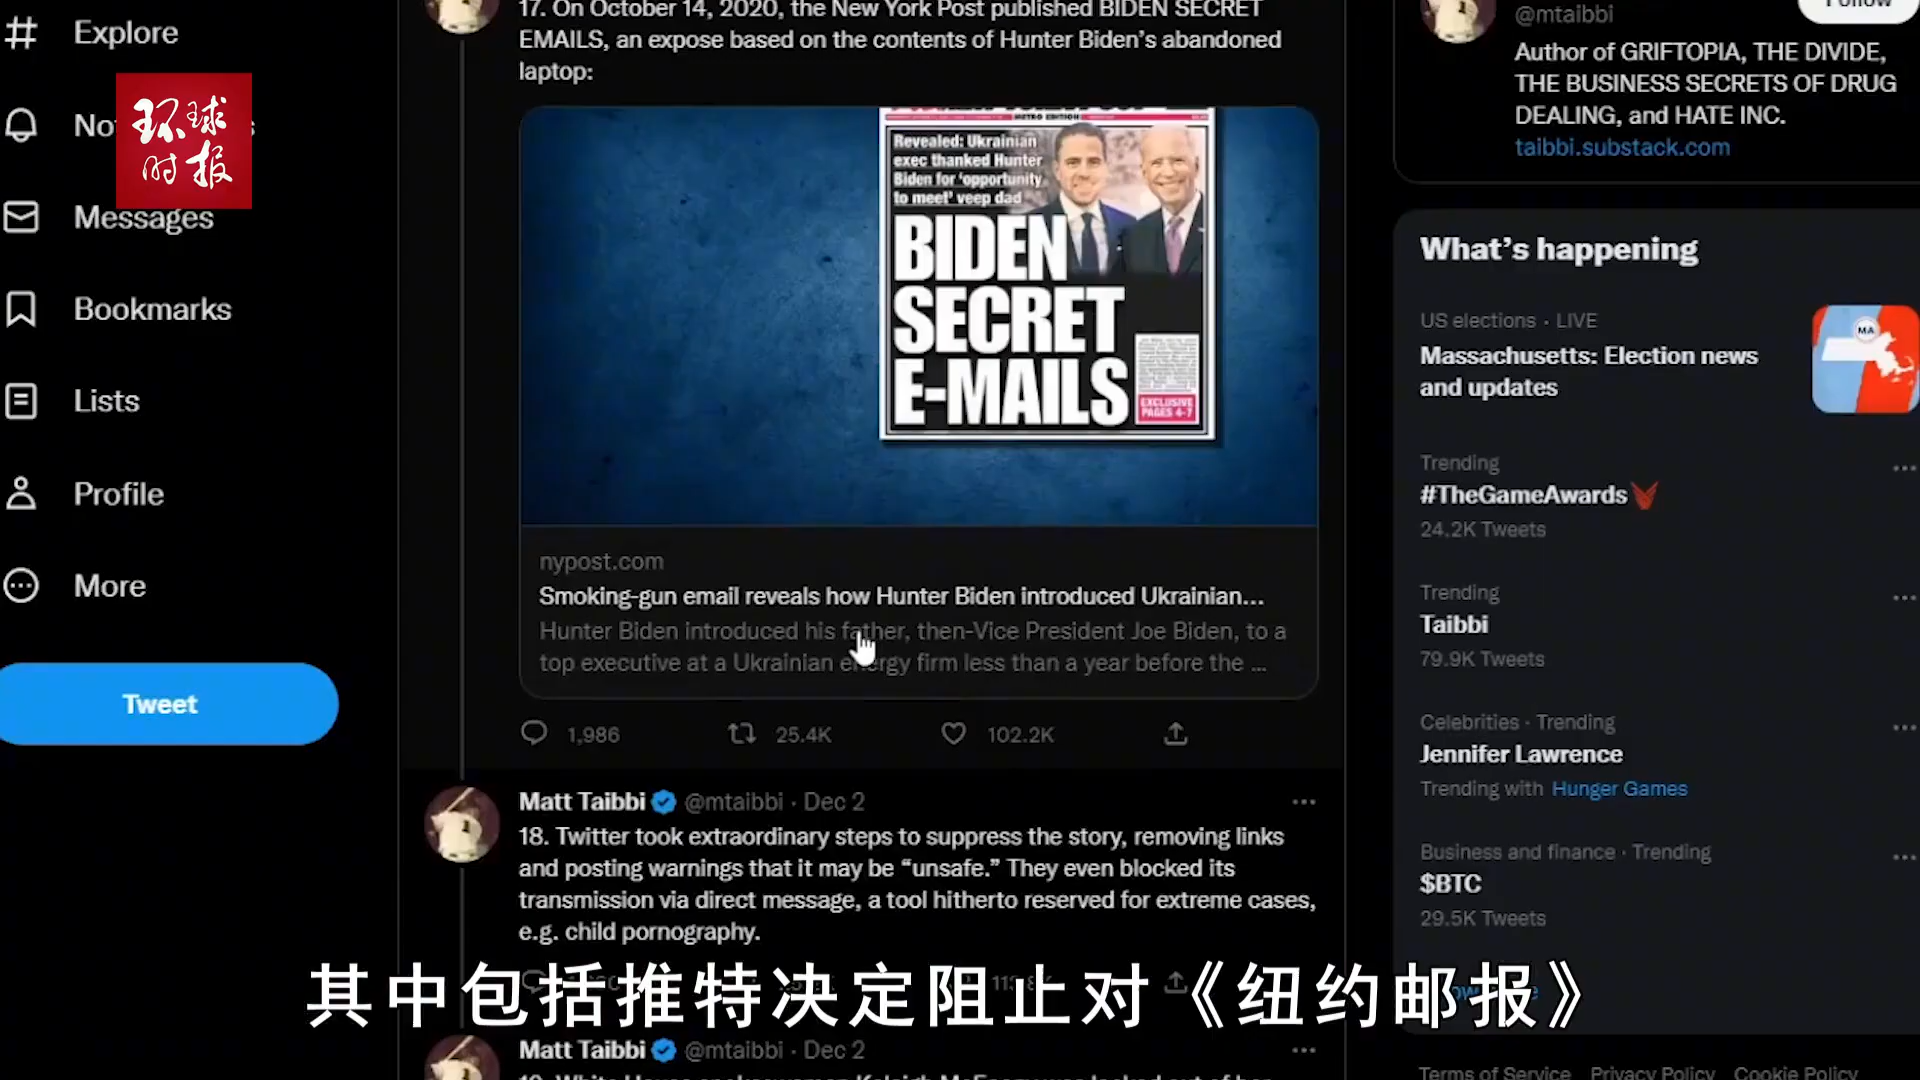 Explore
环球
时报
Messages
Bookmarks
Lists
Profile
More
Tweet
17. On October 14, 2020, the New York Post published BIDEN SECRET
EMAILS, an expose based on the contents of Hunter Biden's abandoned
laptop:
METRO EDITION
Revealed: Ukrainian
exec thanked Hunter
Biden for 'opportunity
to meet' veep dad
BIDEN
SECRET
E-MAILS
EXCLUSIVE
PAGES 4-7
nypost.com
Smoking-gun email reveals how Hunter Biden introduced Ukrainian...
Hunter Biden introduced his father, then-Vice President Joe Biden, to a
top executive at a Ukrainian energy firm less than a year before the ...
1,986 25.4K 102.2K
Matt Taibbi @mtaibbi · Dec 2
18. Twitter took extraordinary steps to suppress the story, removing links
and posting warnings that it may be “unsafe.” They even blocked its
transmission via direct message, a tool hitherto reserved for extreme cases,
e.g. child pornography.
其中包括推特决定阻止对《纽约邮报》
Matt Taibbi @mtaibbi · Dec 2
Follow
@mtaibbi
Author of GRIFTOPIA, THE DIVIDE,
THE BUSINESS SECRETS OF DRUG
DEALING, and HATE INC.
taibbi.substack.com
What's happening
US elections · LIVE
Massachusetts: Election news
and updates
MA
Trending
#TheGameAwards
24.2K Tweets
Trending
Taibbi
79.9K Tweets
Celebrities · Trending
Jennifer Lawrence
Trending with Hunger Games
Business and finance · Trending
$BTC
29.5K Tweets
Terms of Service Privacy Policy Cookie Policy